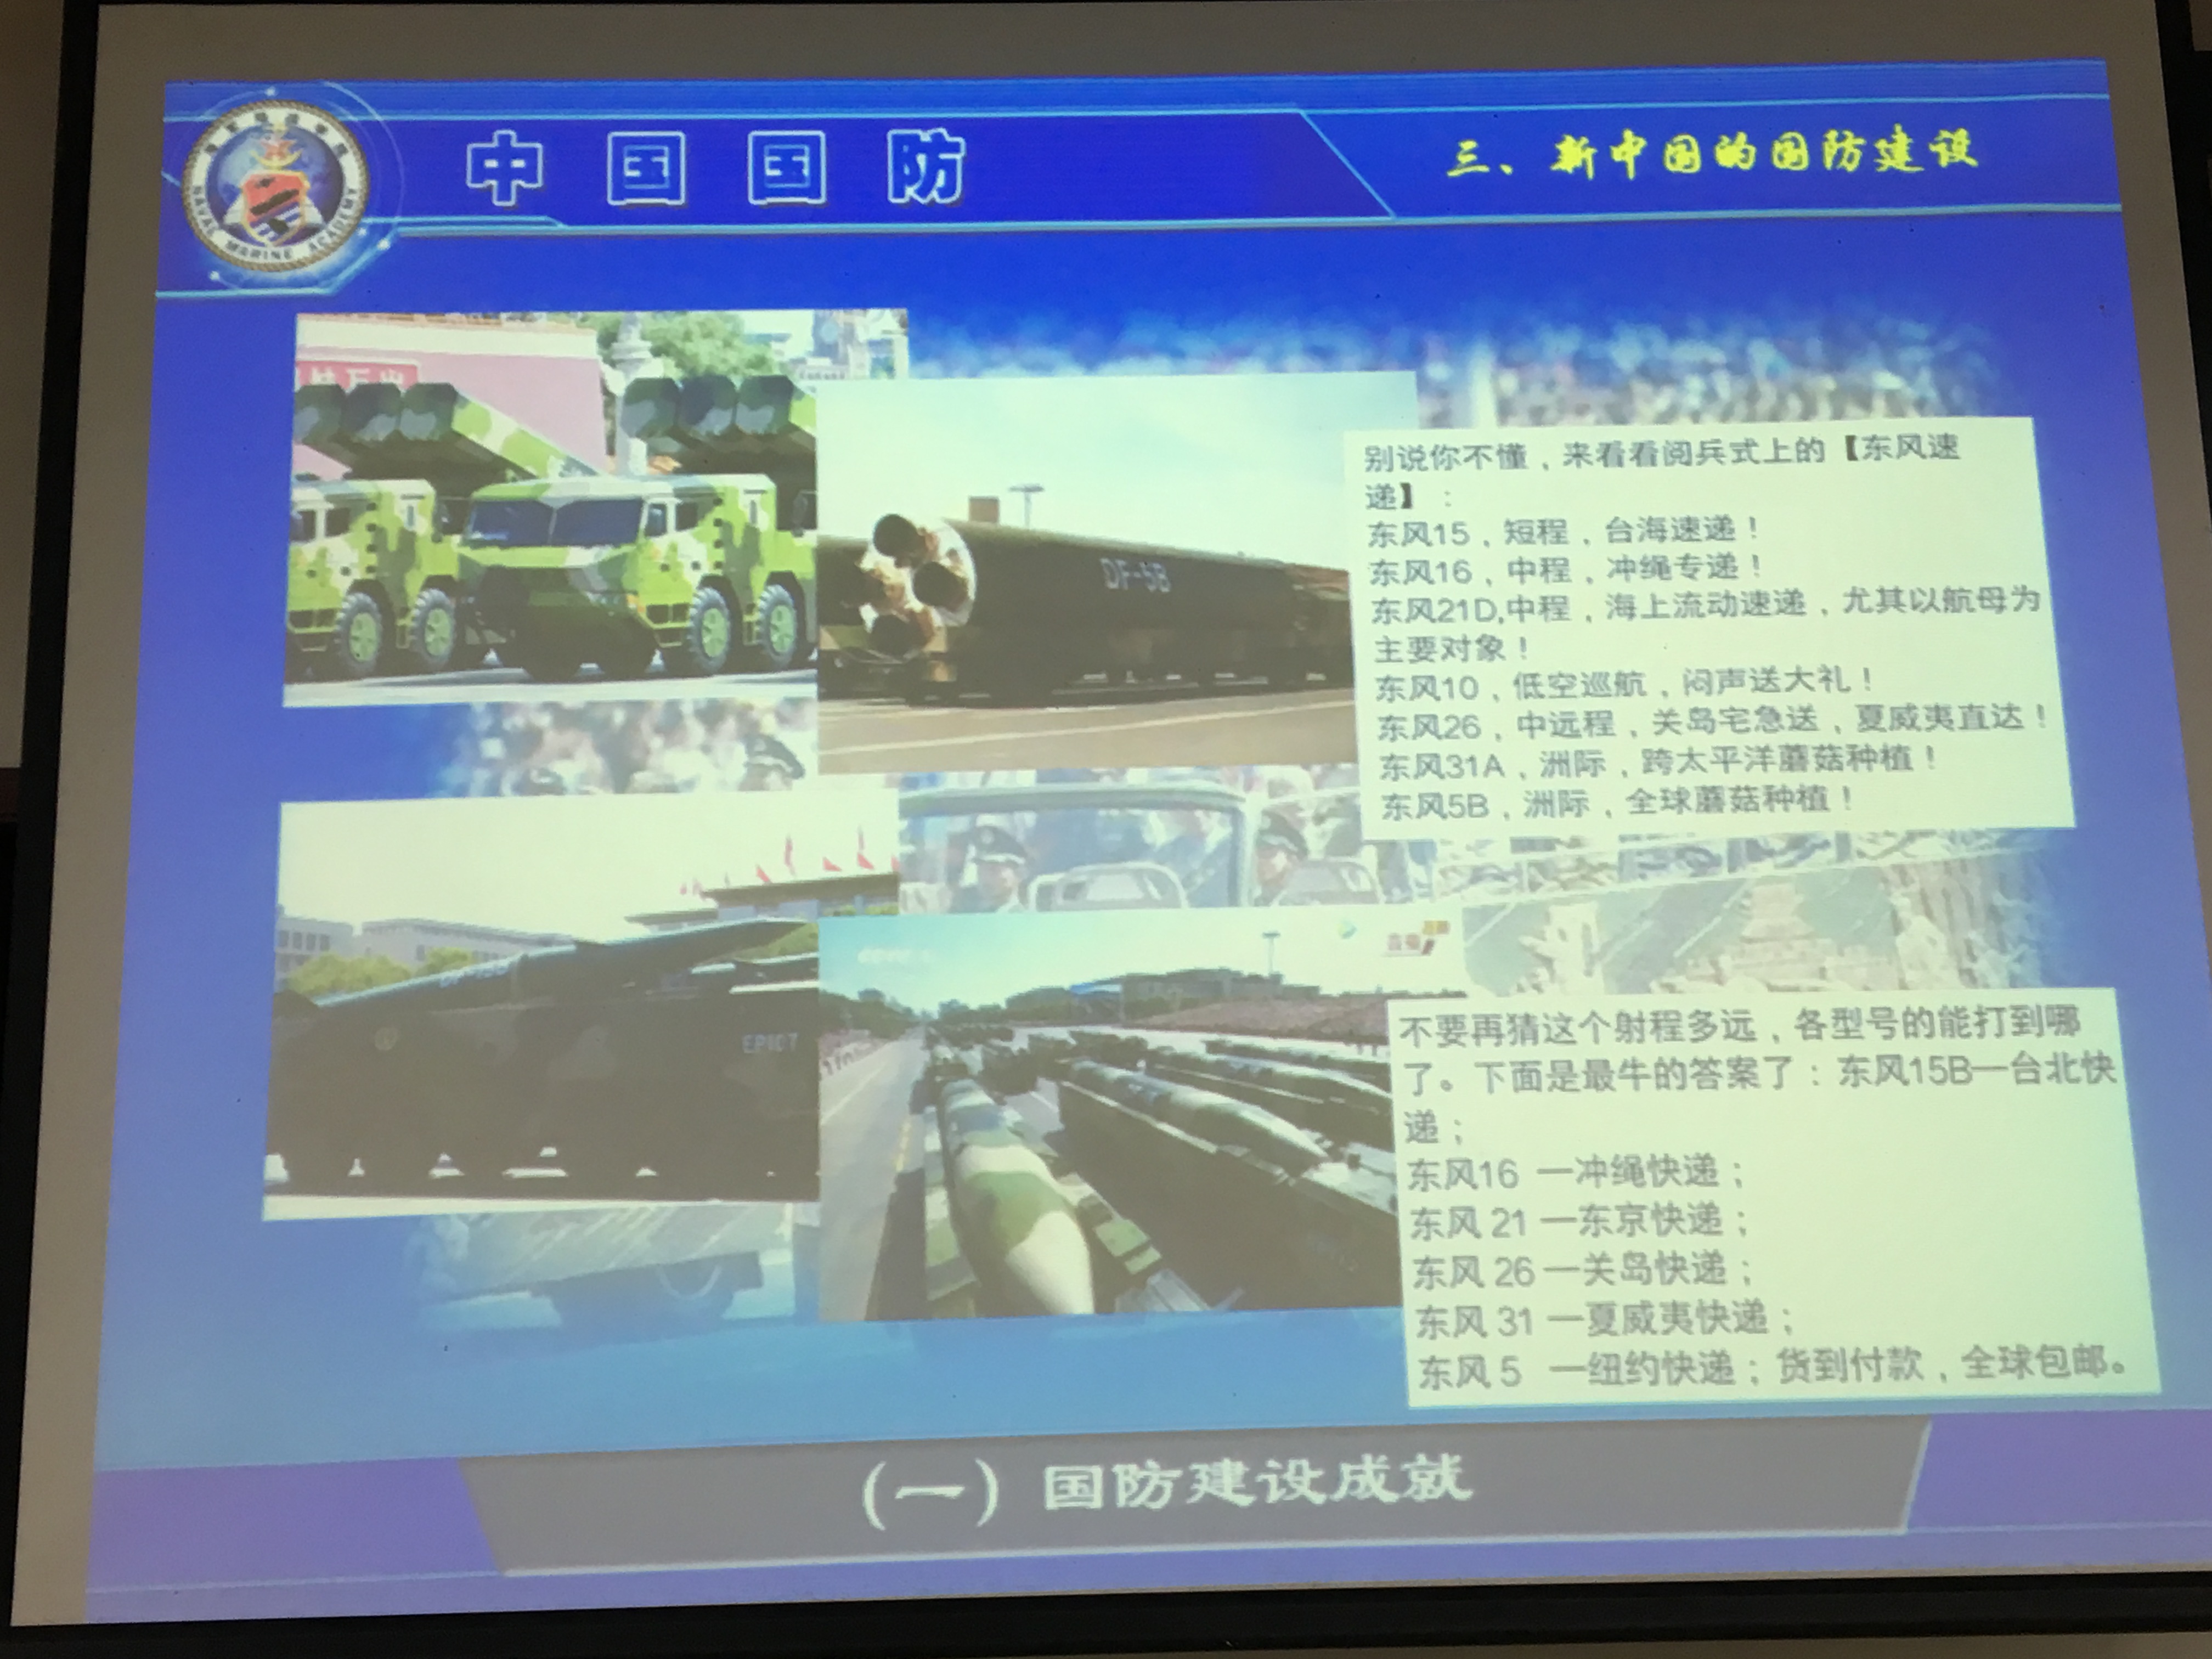 中国国防
三、新中国的国防建设
NAVAL MARINE ACADEMY
DF-5B
别说你不懂，来看看阅兵式上的【东风速
递】：
东风15，短程，台海速递！
东风16，中程，冲绳专递！
东风21D,中程，海上流动速递，尤其以航母为
主要对象！
东风10，低空巡航，闷声送大礼！
东风26，中远程，关岛宅急送，夏威夷直达！
东风31A，洲际，跨太平洋蘑菇种植！
东风5B，洲际，全球蘑菇种植！
不要再猜这个射程多远，各型号的能打到哪
了。下面是最牛的答案了：东风15B—台北快
递；
东风16 —冲绳快递；
东风 21 —东京快递；
东风 26 —关岛快递；
东风 31 —夏威夷快递；
东风 5 —纽约快递；货到付款，全球包邮。
（一）国防建设成就